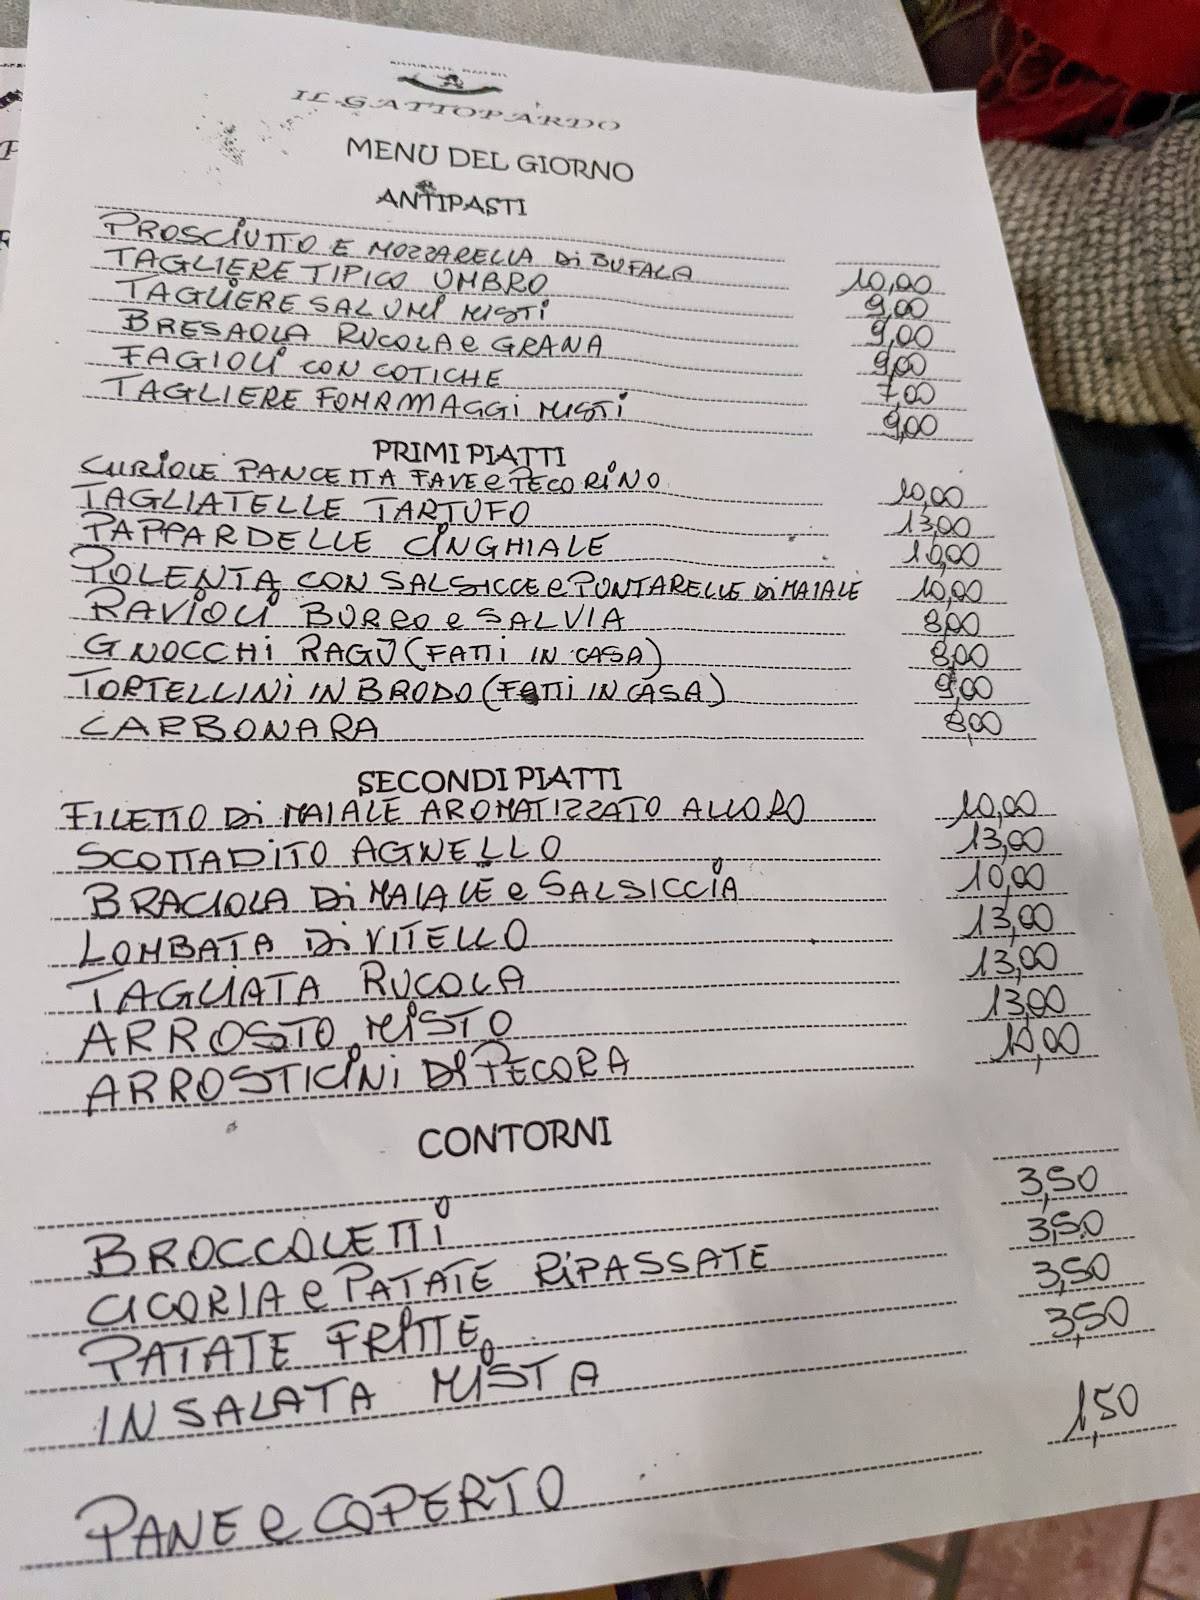 RISTORANTE PIZZERIA
IL GATTOPARDO
MENU DEL GIORNO
ANTIPASTI
PROSCIUTTO E MOZZARELLA Di BUFALA 10,00
TAGLIERE TIPICO UMBRO 9,00
TAGLIERE SALUMi MISTi 9,00
BRESAOLA RUCOLA e GRANA 9,00
FAGIOLi CON COTICHE 7,00
TAGLIERE FORMAGGi MISTi 9,00
PRIMI PIATTI
CiRiOLE PANCETTA FAVE e PECORiNO 10,00
TAGLIATELLE TARTUFO 13,00
PAPPARDELLE CiNGHIALE 10,00
POLENTA CON SALSICCE e PUNTARELLE Di MAIALE 10,00
RAVIOLi BURRO e SALVIA 8,00
GNOCCHi RAGÙ (FATTi IN CASA) 8,00
TORTELLINi IN BRODO (FATTi IN CASA) 9,00
CARBONARA 8,00
SECONDI PIATTI
FILETTO Di MAIALE AROMATIZZATO ALLORO 10,00
SCOTTADiTO AGNELLO 13,00
BRACIOLA Di MAIALE e SALSiCCIA 10,00
LOMBATA Di VITELLO 13,00
TAGLIATA RUCOLA 13,00
ARROSTO MiSTO 13,00
ARROSTICINi Di PECORA 10,00
CONTORNI
BROCCOLETTi 3,50
CICORIA e PATATE RiPASSATE 3,50
PATATE FRiTTE 3,50
INSALATA MiSTA 3,50
PANE e COPERTO 1,50